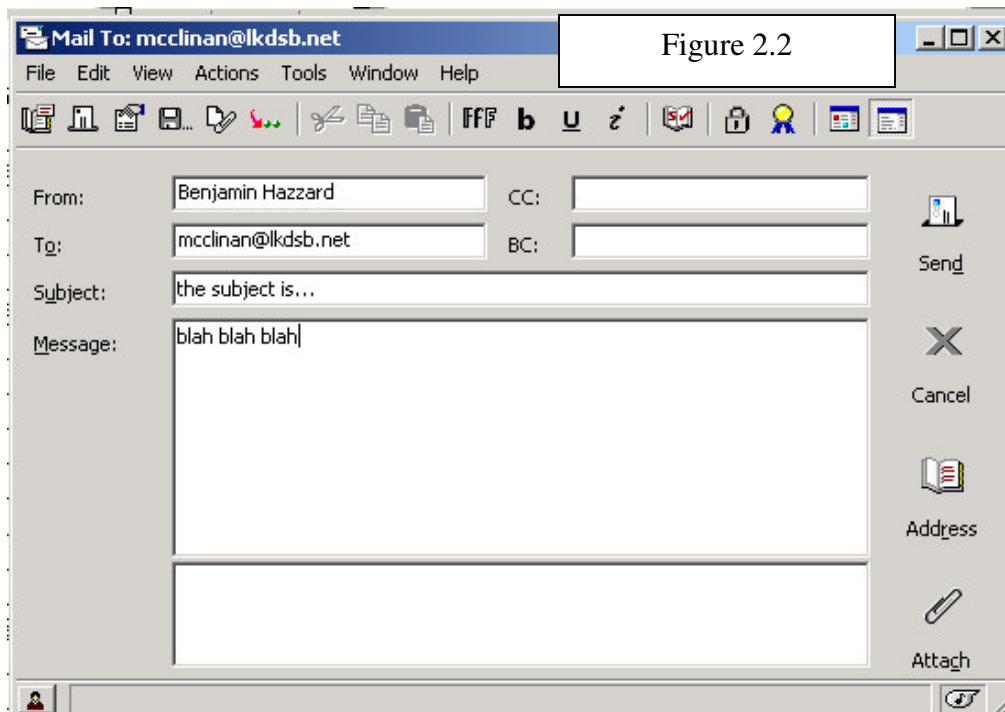 Mail To: mcclinan@lkdsb.net
Figure 2.2
File Edit View Actions Tools Window Help
FFF b u i
From: Benjamin Hazzard CC:
To: mcclinan@lkdsb.net BC:
Subject: the subject is...
Message: blah blah blah
Send
Cancel
Address
Attach